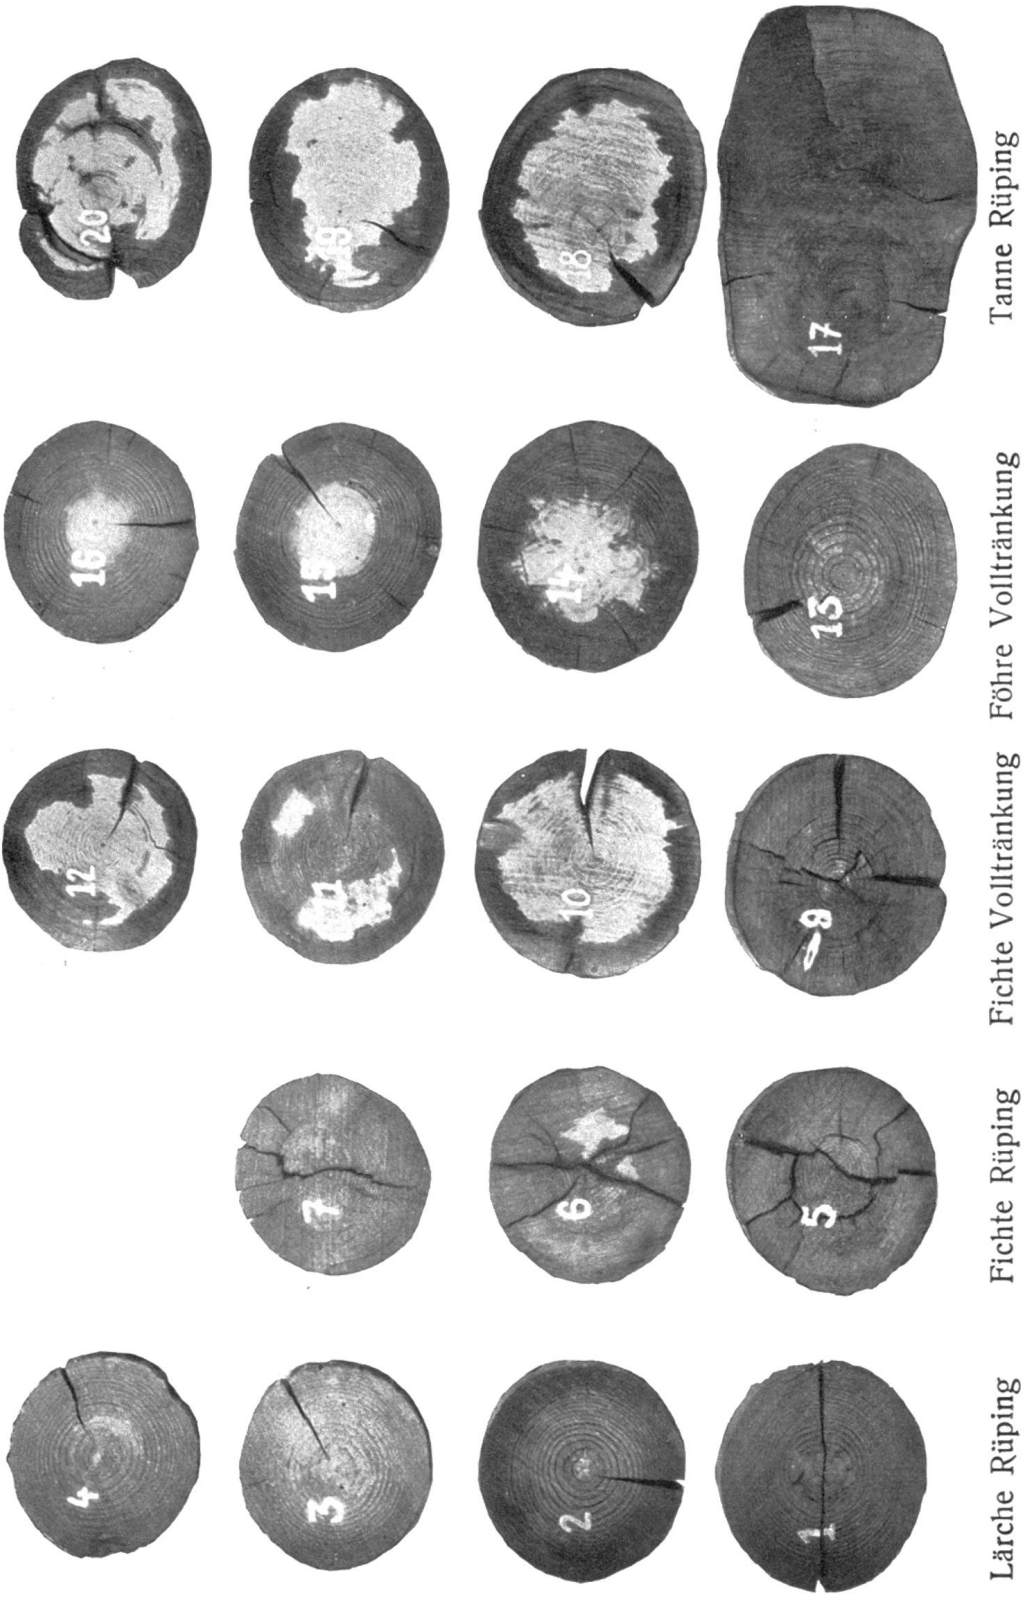 4 12 16 20
3 7 11 15 19
2 6 10 14 18
1 5 8 13 17
Lärche Rüping Fichte Rüping Fichte Volltränkung Föhre Volltränkung Tanne Rüping